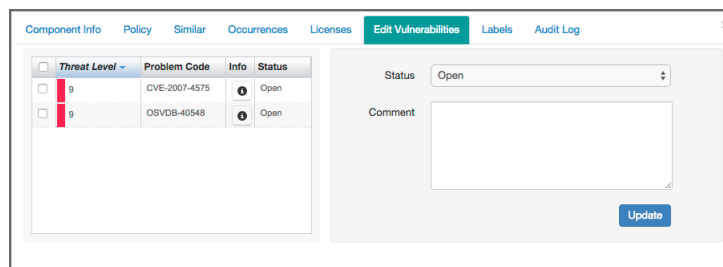 Component Info Policy Similar Occurrences Licenses Edit Vulnerabilities Labels Audit Log
Threat Level Problem Code Info Status
9 CVE-2007-4575 Open
9 OSVDB-40548 Open
Status Open
Comment
Update